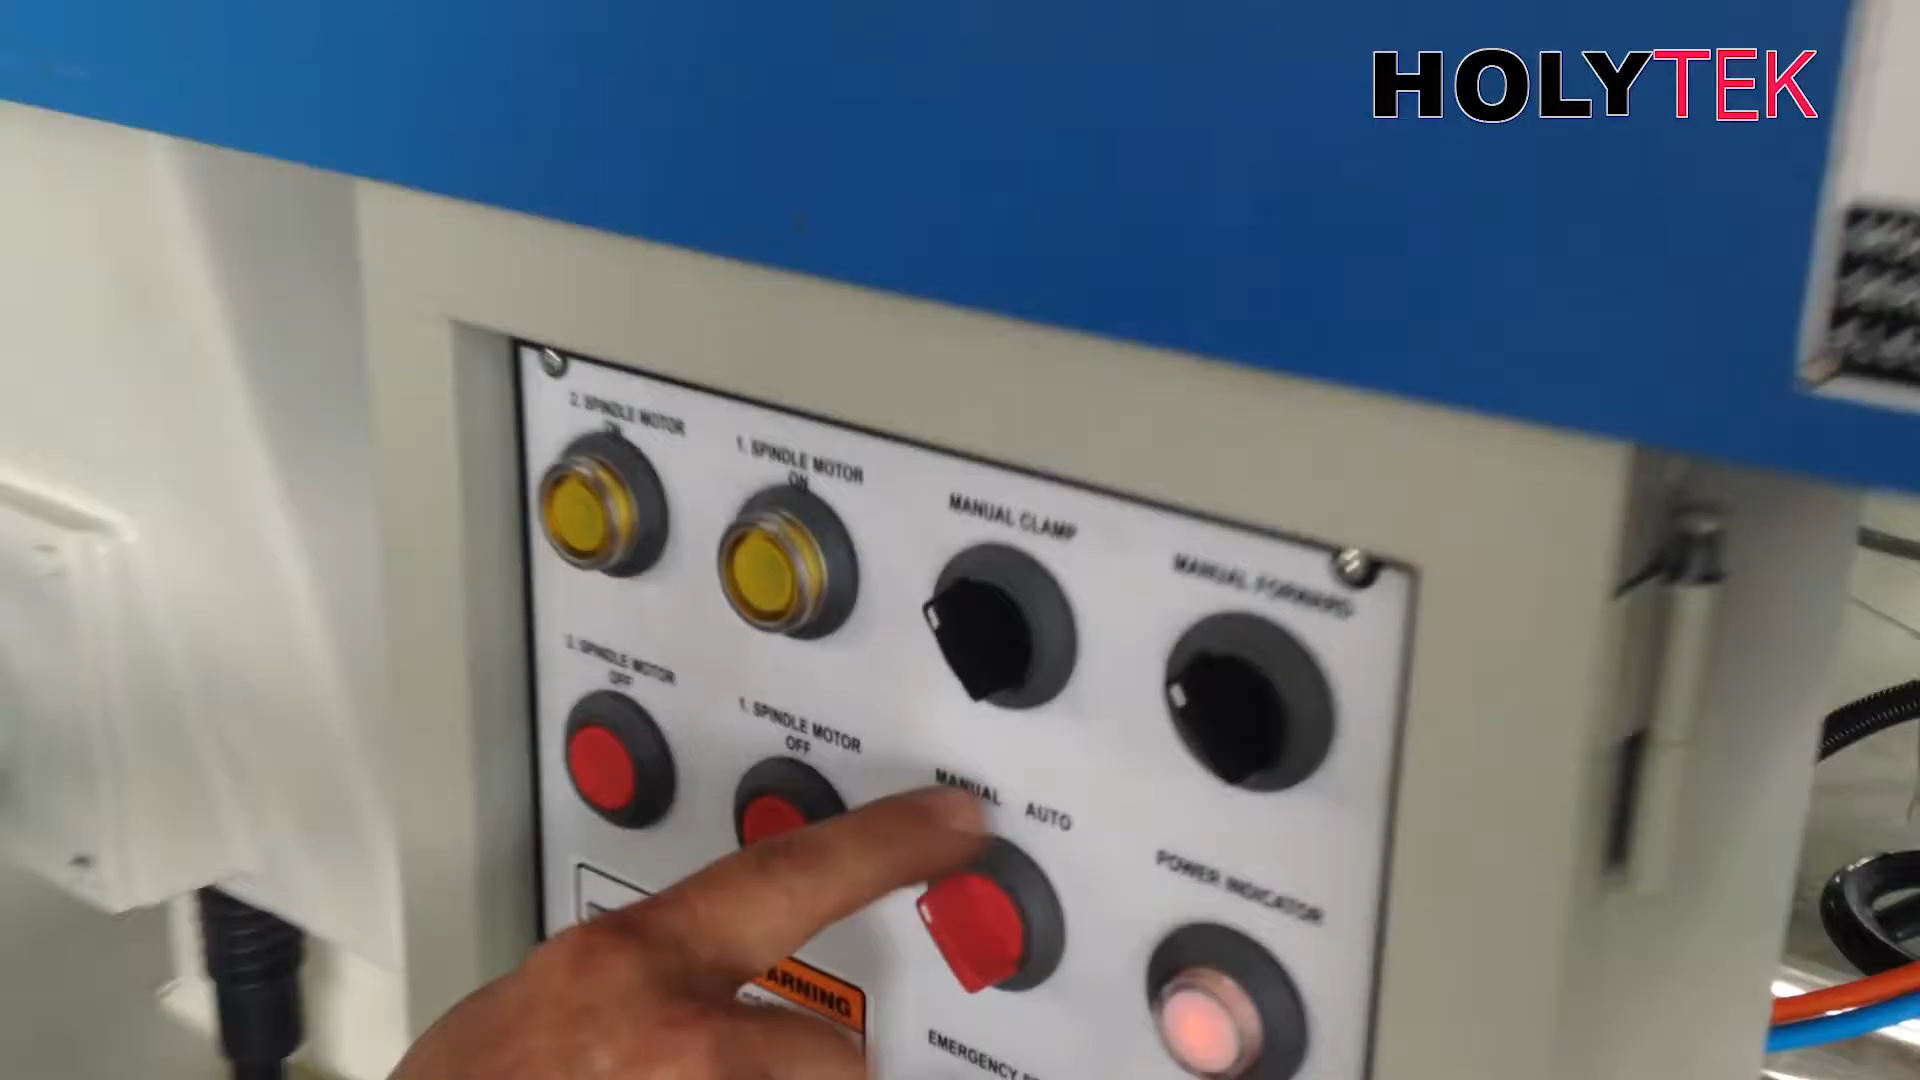 HOLYTEK
2. SPINDLE MOTOR
ON
1. SPINDLE MOTOR
ON
MANUAL CLAMP
MANUAL FORWARD
2. SPINDLE MOTOR
OFF
1. SPINDLE MOTOR
OFF
MANUAL AUTO
POWER INDICATOR
WARNING
EMERGENCY